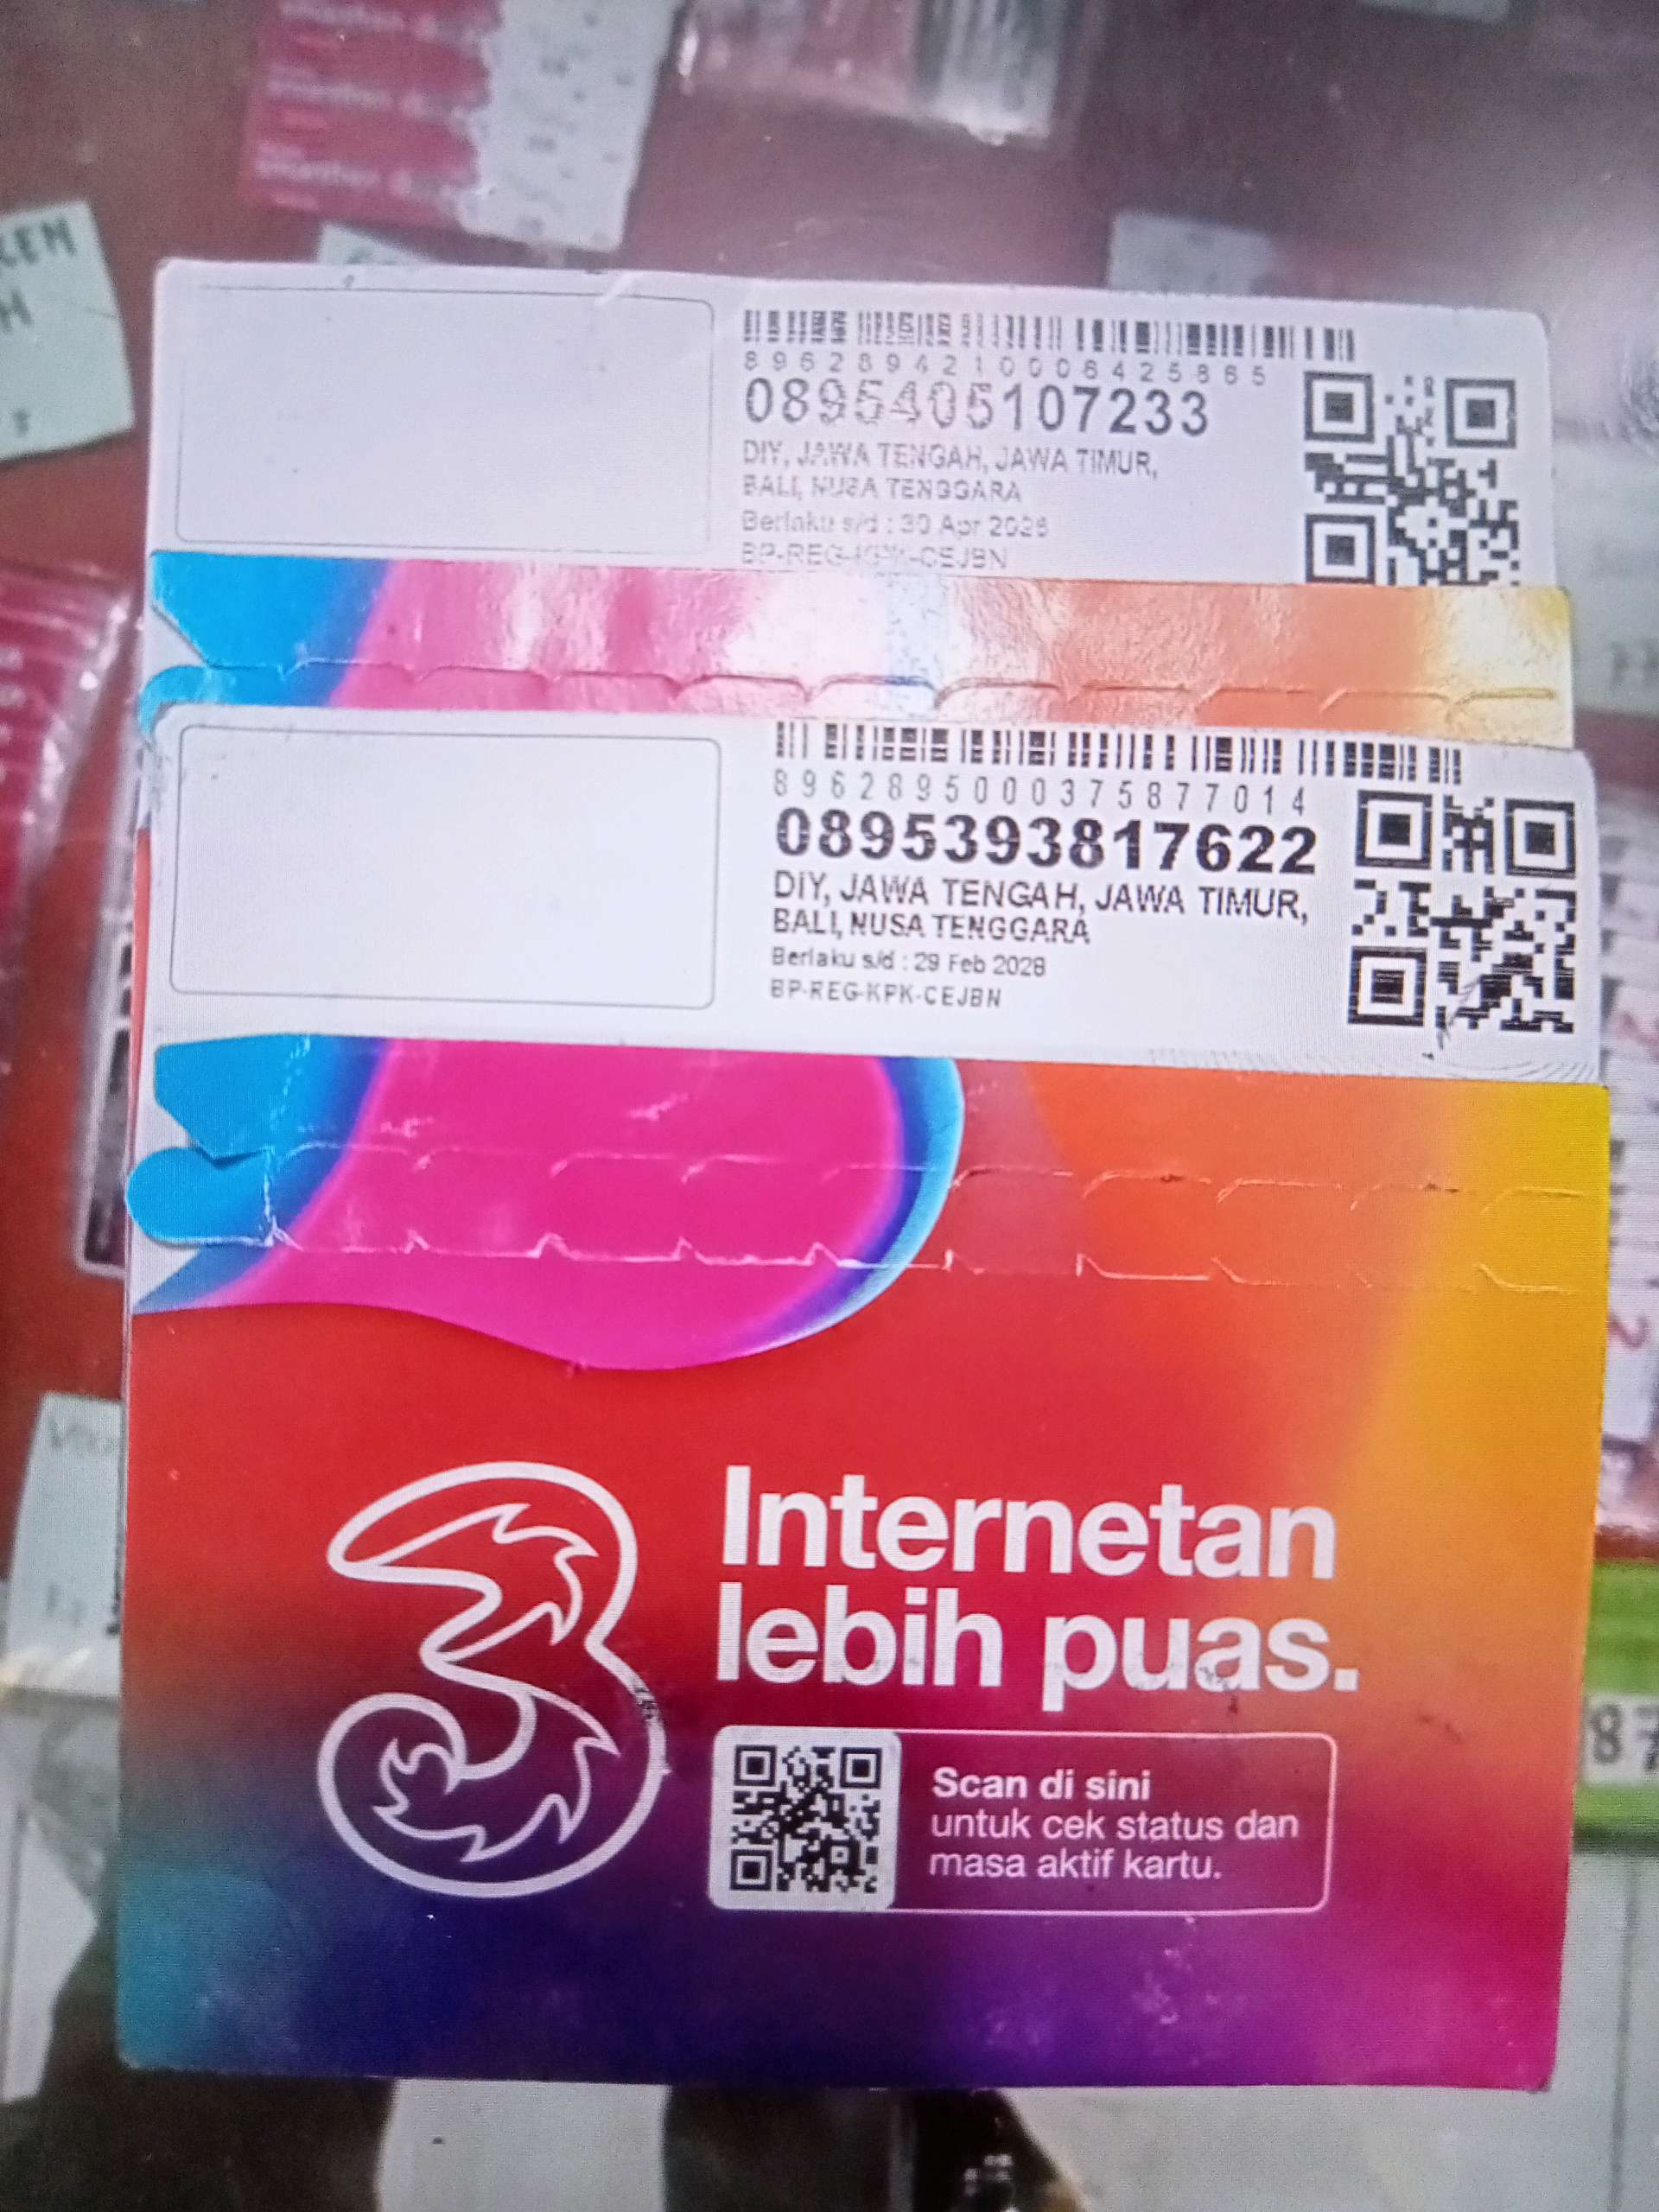 8962894210006425865
0895405107233
DIY, JAWA TENGAH, JAWA TIMUR,
BALI, NUSA TENGGARA
Berlaku s/d : 30 Apr
BP-REG-KPK-CEJBN
8962895000375877014
0895393817622
DIY, JAWA TENGAH, JAWA TIMUR,
BALI, NUSA TENGGARA
Berlaku s/d : 29 Feb 2028
BP-REG-KPK-CEJBN
3
Internetan
lebih puas.
Scan di sini
untuk cek status dan
masa aktif kartu.
87